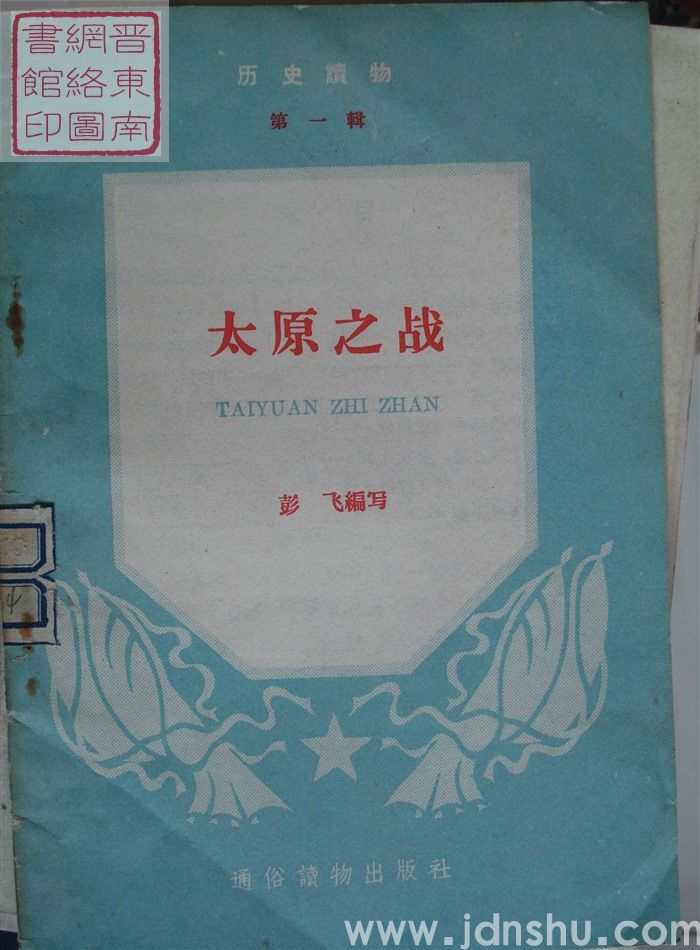 晋東南
網絡圖
書館印
历史讀物
第一輯
太原之战
TAIYUAN ZHI ZHAN
彭飞編写
4
通俗讀物出版社
www.jdnshu.com